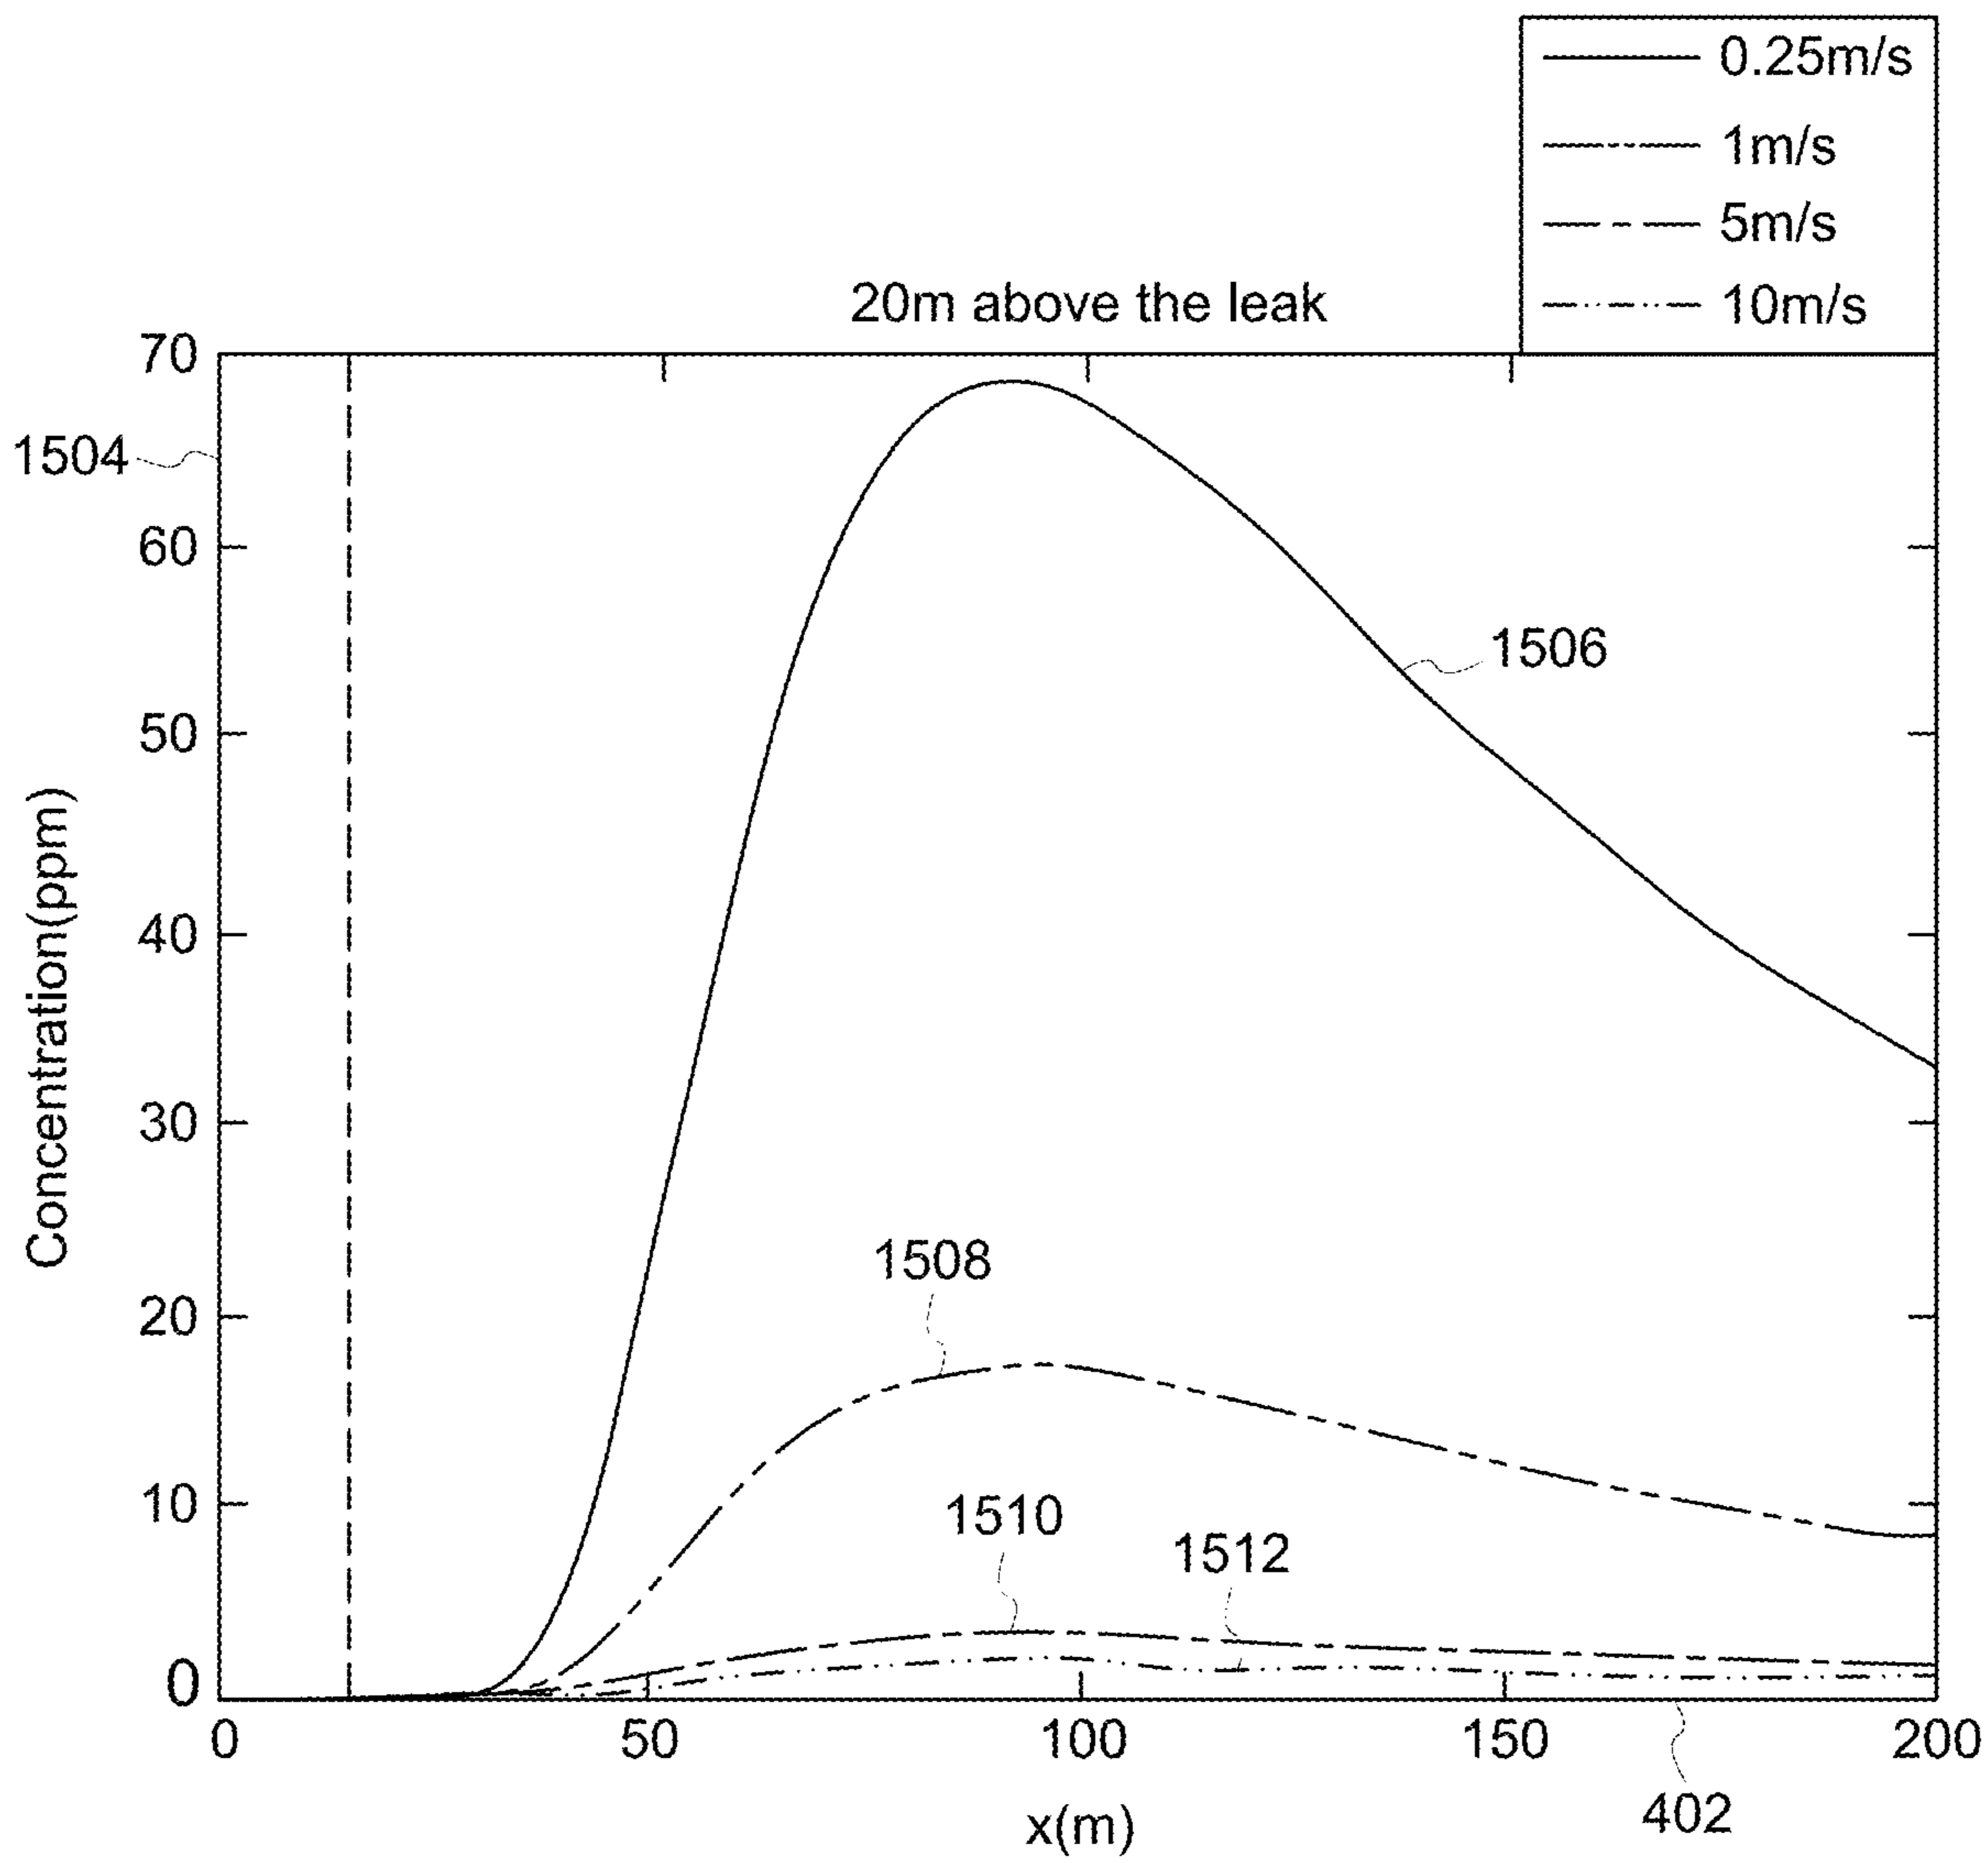 0.25m/s
1m/s
5m/s
10m/s
20m above the leak
70
1504
60
1506
50
40
Concentration(ppm)
30
1508
20
10
1510
1512
0
0 50 100 150 200
402
x(m)